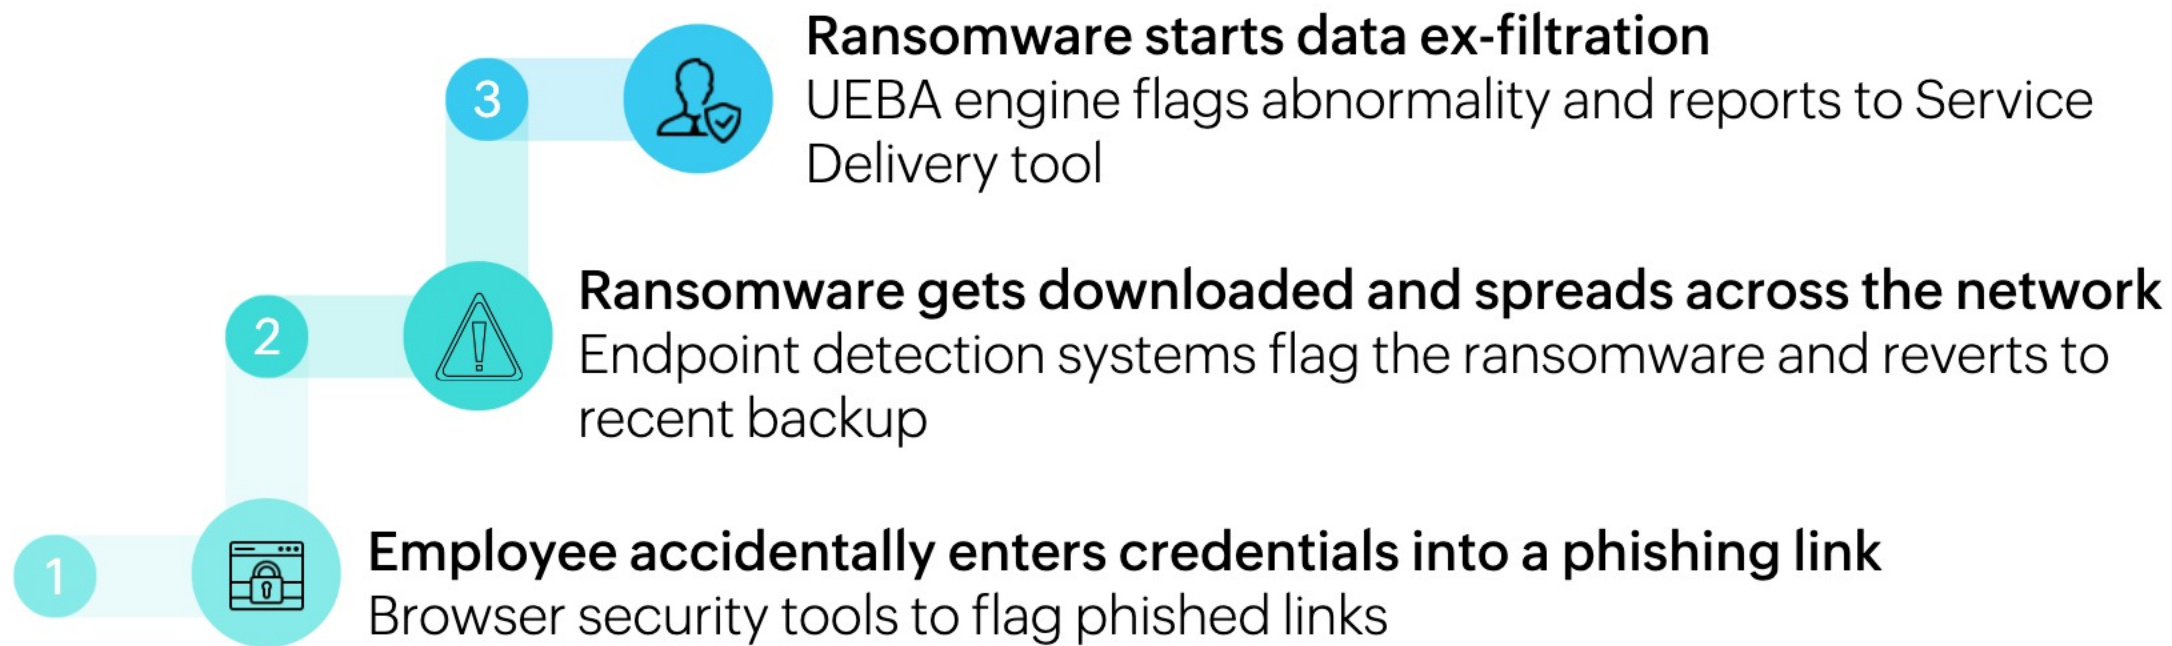 3
Ransomware starts data ex-filtration
UEBA engine flags abnormality and reports to Service
Delivery tool
2
Ransomware gets downloaded and spreads across the network
Endpoint detection systems flag the ransomware and reverts to
recent backup
1
Employee accidentally enters credentials into a phishing link
Browser security tools to flag phished links